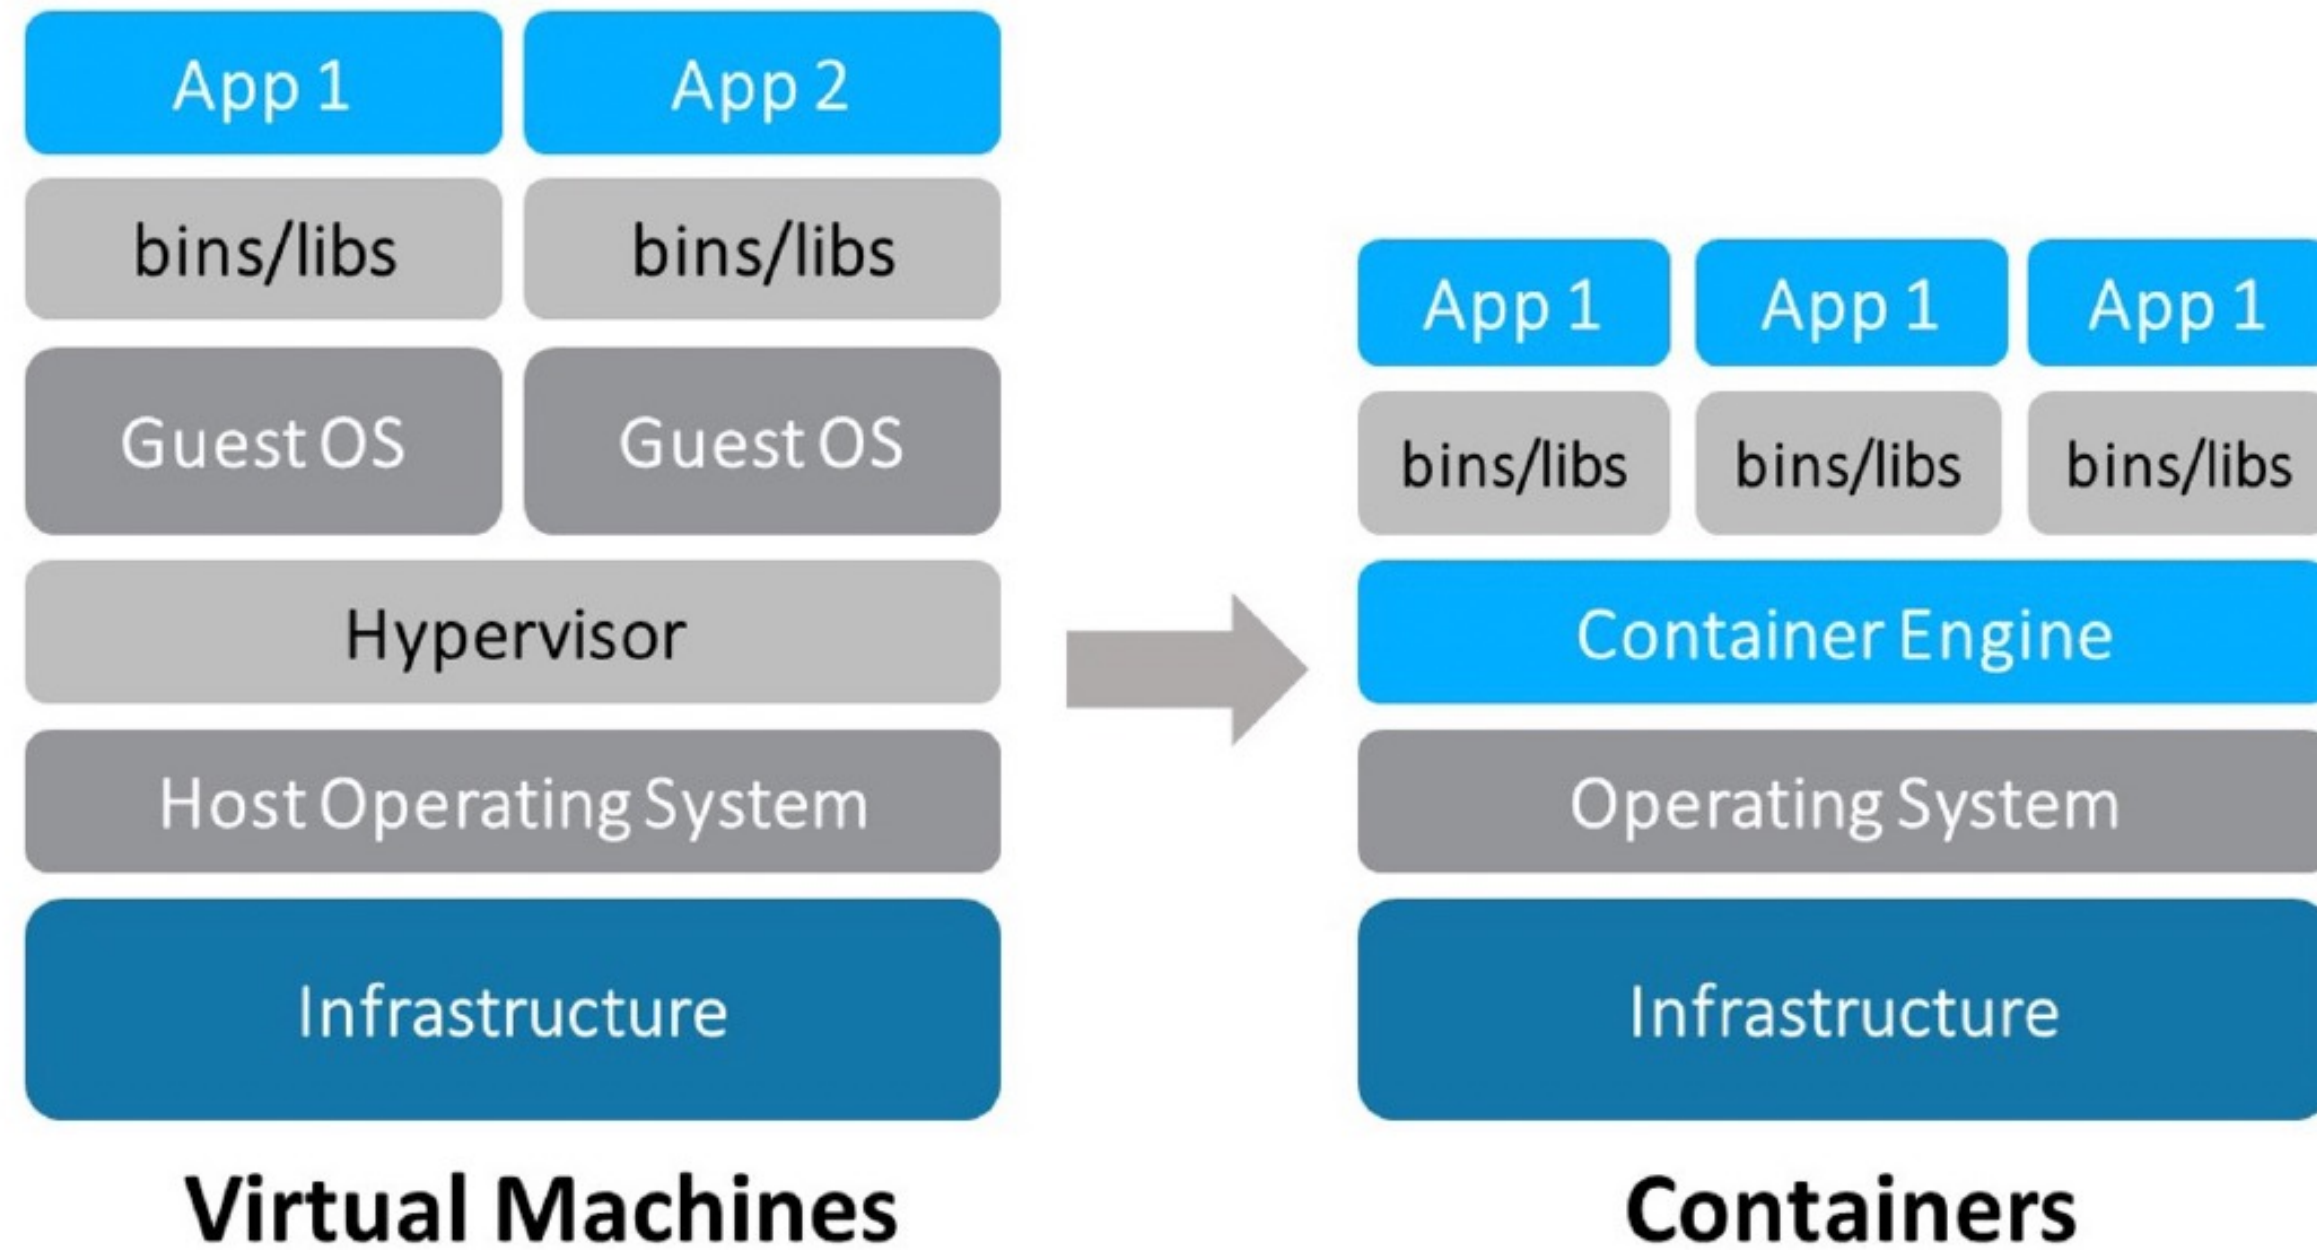 App 1
App 2
bins/libs
bins/libs
Guest OS
Guest OS
Hypervisor
Host Operating System
Infrastructure
Virtual Machines
App 1
App 1
App 1
bins/libs
bins/libs
bins/libs
Container Engine
Operating System
Infrastructure
Containers